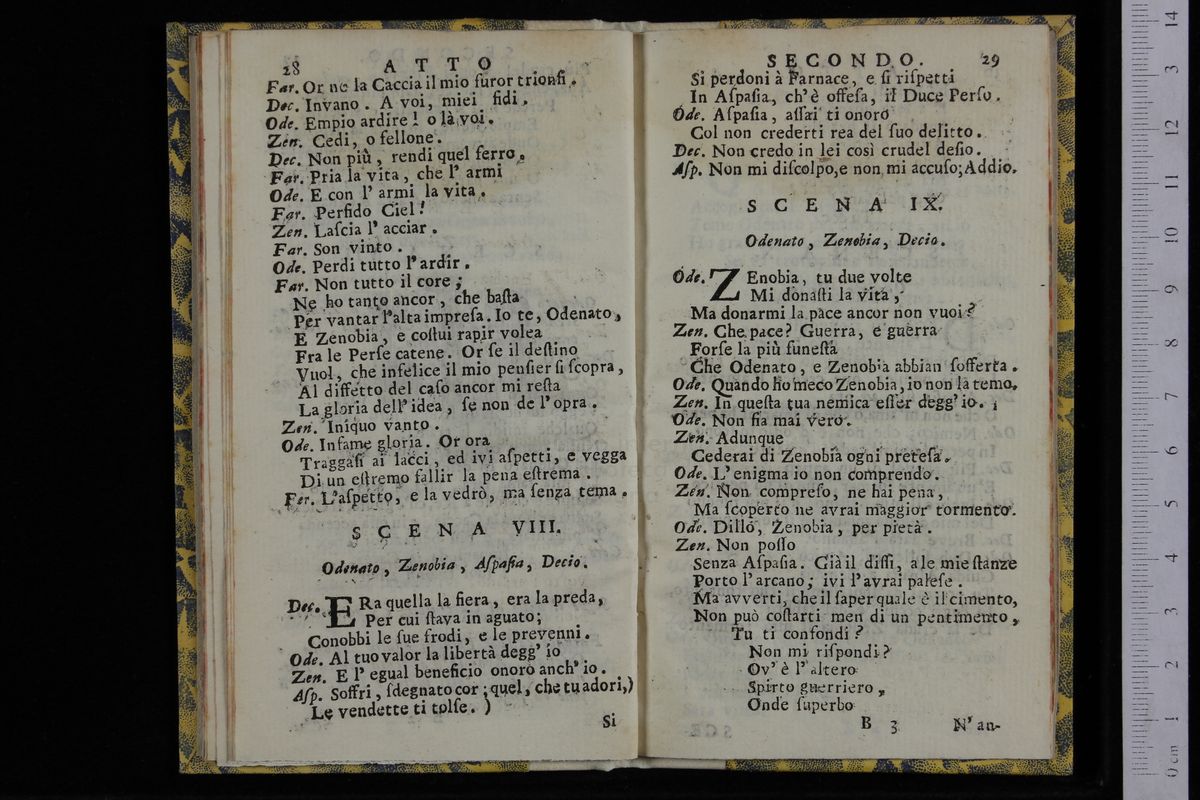 28 ATTO
Far. Or ne la Caccia il mio furor trionfi.
Dec. Invano. A voi, miei fidi.
Ode. Empio ardire! o là voi.
Zen. Cedi, o fellone.
Dec. Non più, rendi quel ferro.
Far. Pria la vita, che l' armi
Ode. E con l' armi la vita.
Far. Perfido Ciel!
Zen. Laſcia l' acciar.
Far. Son vinto.
Ode. Perdi tutto l' ardir.
Far. Non tutto il core;
Ne ho tanto ancor, che baſta
Per vantar l'alta impreſa. Io te, Odenato,
E Zenobia, e coſtui rapir volea
Fra le Perſe catene. Or ſe il deſtino
Vuol, che infelice il mio penſier ſi ſcopra,
Al diffetto del caſo ancor mi reſta
La gloria dell' idea, ſe non de l' opra.
Zen. Iniquo vanto.
Ode. Infame gloria. Or ora
Traggaſi ai lacci, ed ivi aſpetti, e vegga
Di un eſtremo fallir la pena eſtrema.
Far. L'aſpetto, e la vedrò, ma ſenza tema.
SCENA VIII.
Odenato, Zenobia, Aſpaſia, Decio.
Dec. ERa quella la fiera, era la preda,
Per cui ſtava in aguato;
Conobbi le ſue frodi, e le prevenni.
Ode. Al tuo valor la libertà degg' io
Zen. E l' egual beneficio onoro anch' io.
Aſp. Soffri, ſdegnato cor; quel, che tu adori,)
Le vendette ti tolſe. )
Si
SECONDO. 29
Si perdoni à Farnace, e ſi riſpetti
In Aſpaſia, ch' è offeſa, il Duce Perſo.
Ode. Aſpaſia, aſſai ti onoro
Col non crederti rea del ſuo delitto.
Dec. Non credo in lei così crudel deſio.
Aſp. Non mi diſcolpo, e non mi accuſo; Addio.
SCENA IX.
Odenato, Zenobia, Decio.
Ode. ZEnobia, tu due volte
Mi donaſti la vita,
Ma donarmi la pace ancor non vuoi?
Zen. Che pace? Guerra, e guerra
Forſe la più funeſta
Che Odenato, e Zenobia abbian ſofferta.
Ode. Quando ho meco Zenobia, io non la temo.
Zen. In queſta tua nemica eſſer degg' io.
Ode. Non fia mai vero.
Zen. Adunque
Cederai di Zenobia ogni preteſa.
Ode. L' enigma io non comprendo.
Zen. Non compreſo, ne hai pena,
Ma ſcoperto ne avrai maggior tormento.
Ode. Dillo, Zenobia, per pietà.
Zen. Non poſſo
Senza Aſpaſia. Già il diſſi, a le mie ſtanze
Porto l' arcano; ivi l' avrai paleſe.
Ma avverti, che il ſaper quale è il cimento,
Non può coſtarti men di un pentimento,
Tu ti confondi?
Non mi riſpondi?
Ov' è l' altero
Spirto guerriero,
Onde ſuperbo
B 3 N' an-